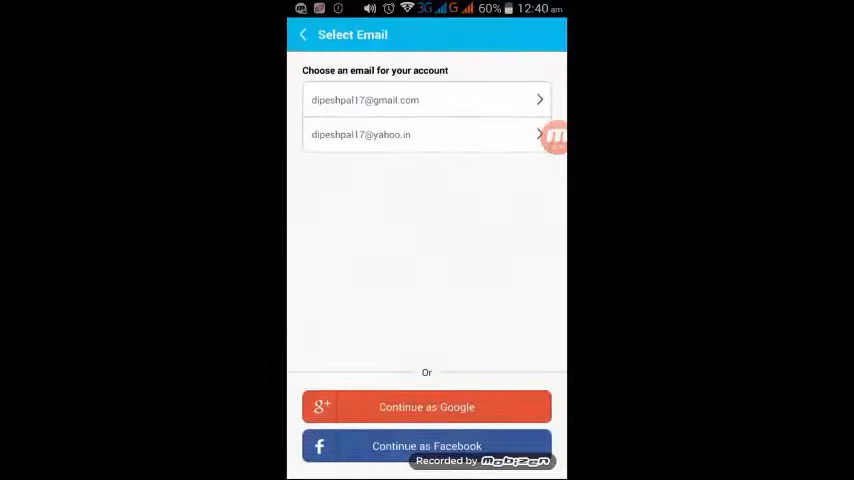 3G G 60% 12:40 am
Select Email
Choose an email for your account
dipeshpal17@gmail.com
dipeshpal17@yahoo.in
Or
g+ Continue as Google
f Continue as Facebook
Recorded by mobizen